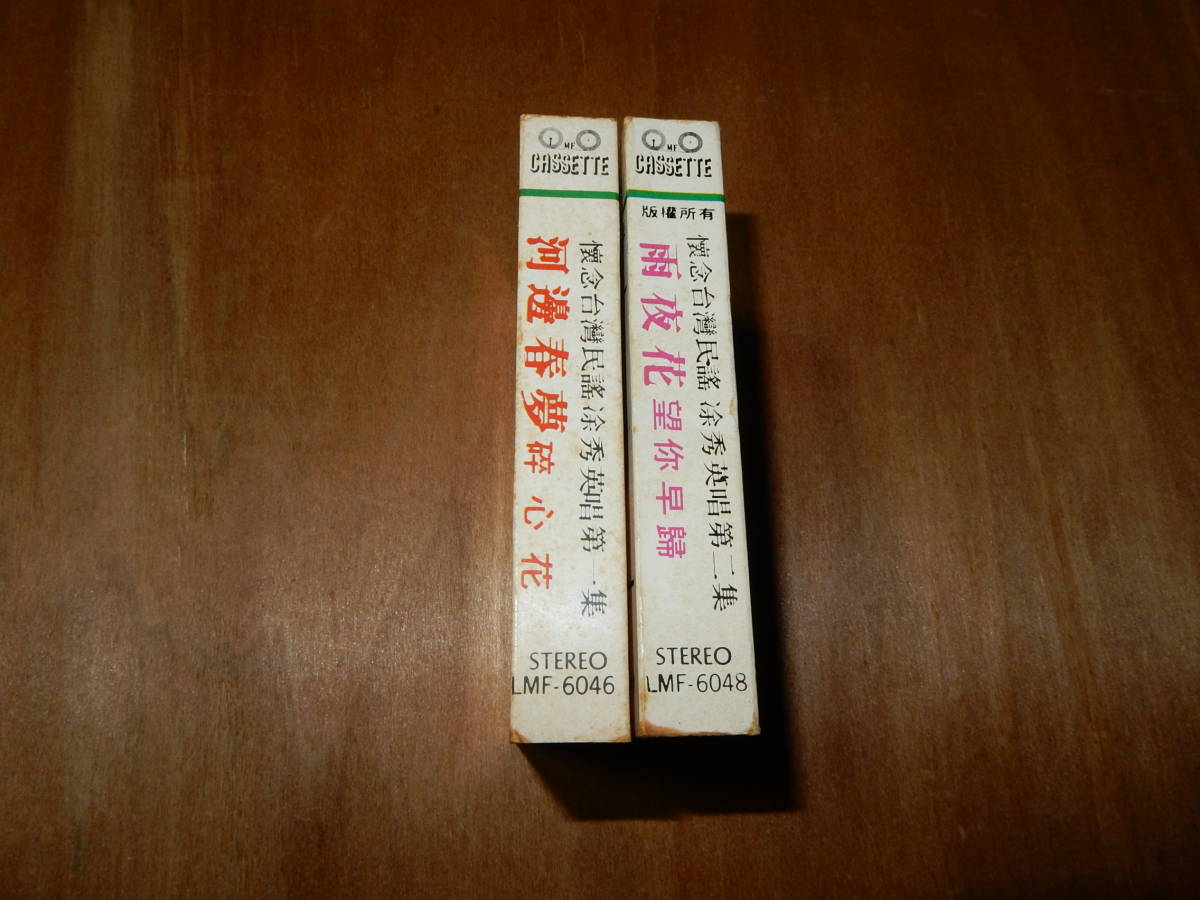 MF
CASSETTE
懷念台灣民謠 涂秀英唱第一集
河邊春夢 碎心花
STEREO
LMF-6046
MF
CASSETTE
版權所有
懷念台灣民謠 涂秀英唱第二集
雨夜花 望你早歸
STEREO
LMF-6048